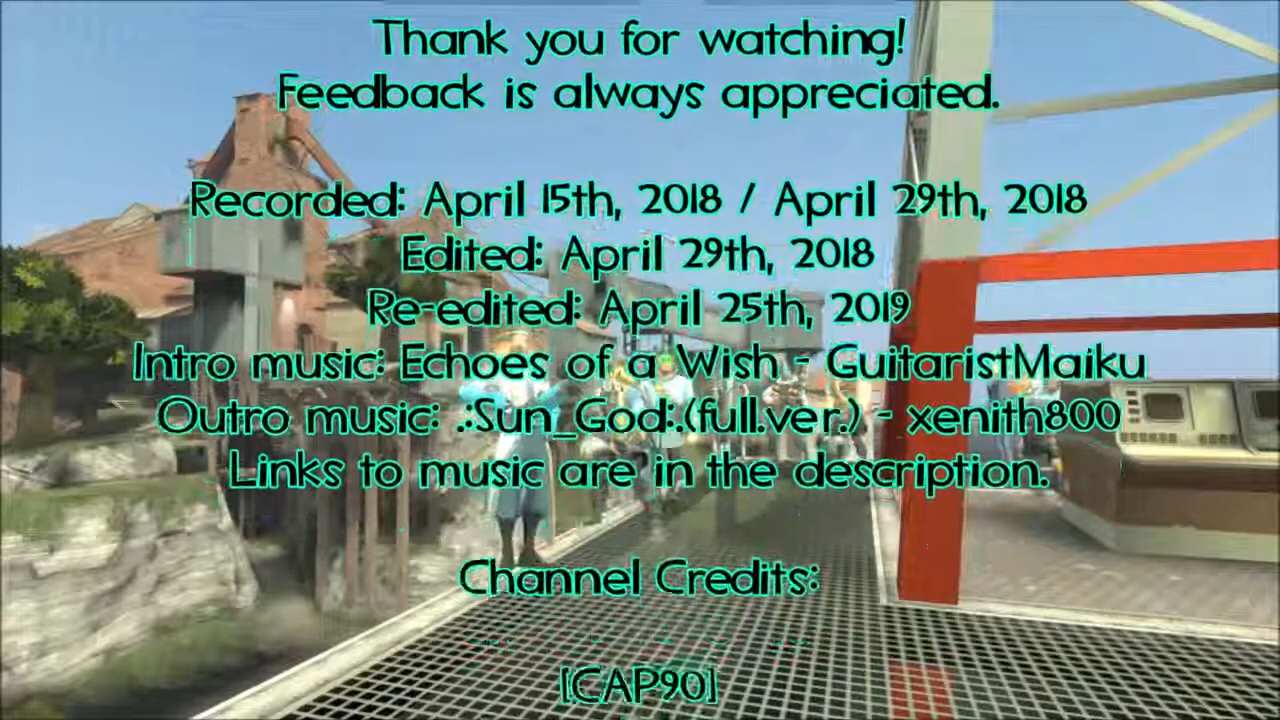 Thank you for watching!
Feedback is always appreciated.
Recorded: April 15th, 2018 / April 29th, 2018
Edited: April 29th, 2018
Re-edited: April 25th, 2019
Intro music: Echoes of a Wish - GuitaristMaiku
Outro music: .:Sun_God:.(full.ver.) - xenith800
Links to music are in the description.
Channel Credits:
[CAP90]